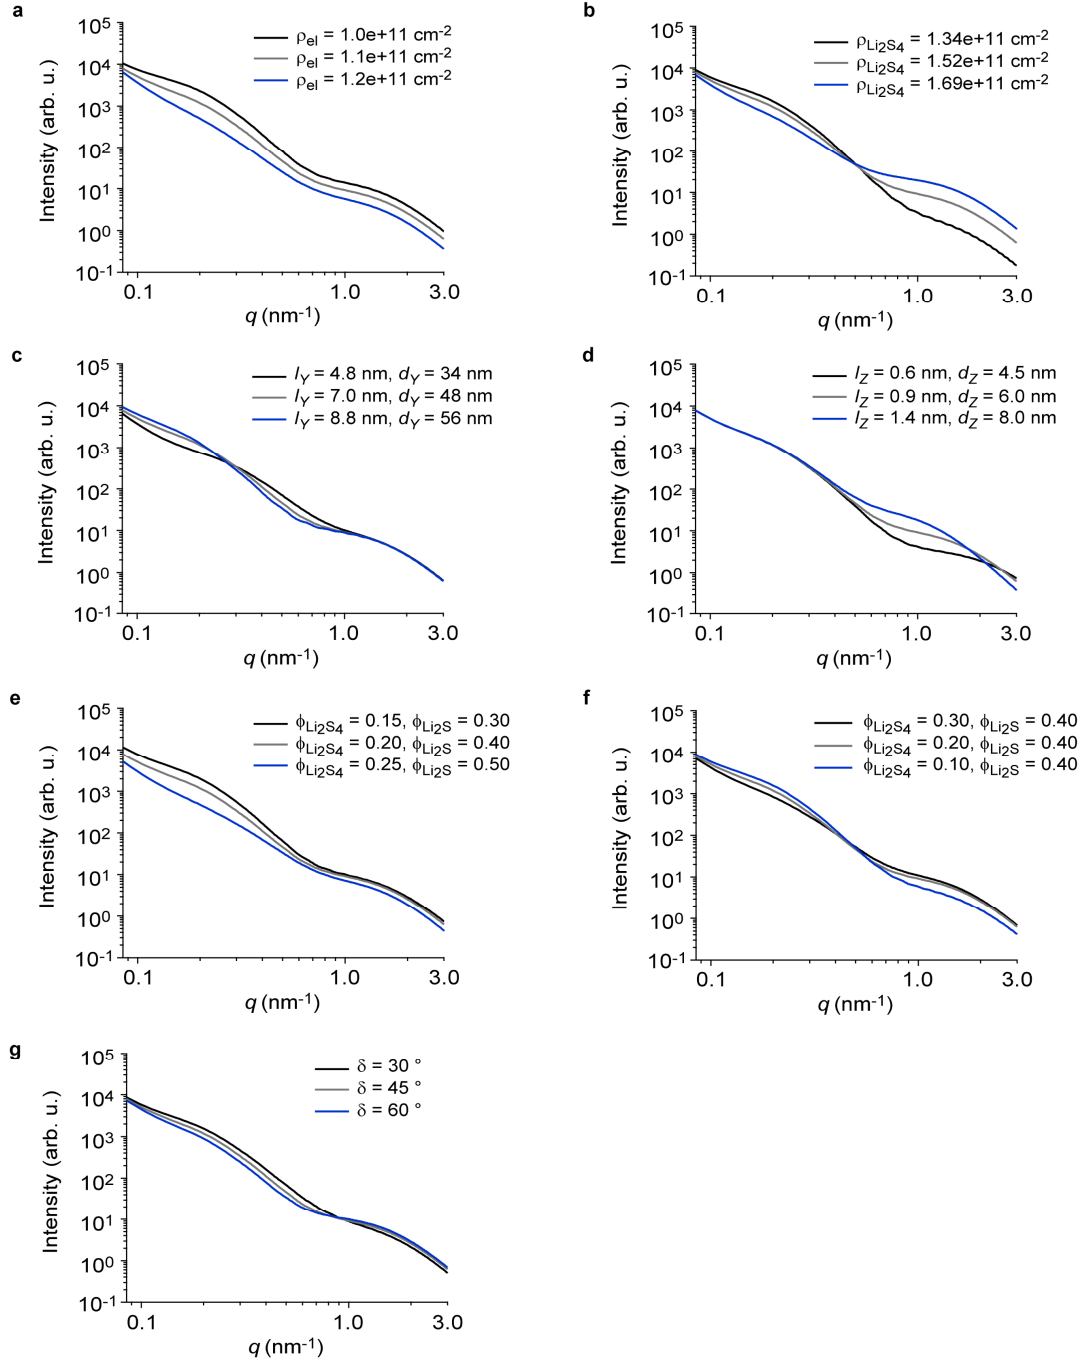 a
10⁵
10⁴
10³
10²
10¹
10⁰
10⁻¹
Intensity (arb. u.)
ρel = 1.0e+11 cm-2
ρel = 1.1e+11 cm-2
ρel = 1.2e+11 cm-2
0.1 1.0 3.0
q (nm-1)
b
10⁵
10⁴
10³
10²
10¹
10⁰
10⁻¹
Intensity (arb. u.)
ρLi2S4 = 1.34e+11 cm-2
ρLi2S4 = 1.52e+11 cm-2
ρLi2S4 = 1.69e+11 cm-2
0.1 1.0 3.0
q (nm-1)
c
10⁵
10⁴
10³
10²
10¹
10⁰
10⁻¹
Intensity (arb. u.)
lY = 4.8 nm, dY = 34 nm
lY = 7.0 nm, dY = 48 nm
lY = 8.8 nm, dY = 56 nm
0.1 1.0 3.0
q (nm-1)
d
10⁵
10⁴
10³
10²
10¹
10⁰
10⁻¹
Intensity (arb. u.)
lZ = 0.6 nm, dZ = 4.5 nm
lZ = 0.9 nm, dZ = 6.0 nm
lZ = 1.4 nm, dZ = 8.0 nm
0.1 1.0 3.0
q (nm-1)
e
10⁵
10⁴
10³
10²
10¹
10⁰
10⁻¹
Intensity (arb. u.)
ϕLi2S4 = 0.15, ϕLi2S = 0.30
ϕLi2S4 = 0.20, ϕLi2S = 0.40
ϕLi2S4 = 0.25, ϕLi2S = 0.50
0.1 1.0 3.0
q (nm-1)
f
10⁵
10⁴
10³
10²
10¹
10⁰
10⁻¹
Intensity (arb. u.)
ϕLi2S4 = 0.30, ϕLi2S = 0.40
ϕLi2S4 = 0.20, ϕLi2S = 0.40
ϕLi2S4 = 0.10, ϕLi2S = 0.40
0.1 1.0 3.0
q (nm-1)
g
10⁵
10⁴
10³
10²
10¹
10⁰
10⁻¹
Intensity (arb. u.)
δ = 30 °
δ = 45 °
δ = 60 °
0.1 1.0 3.0
q (nm-1)